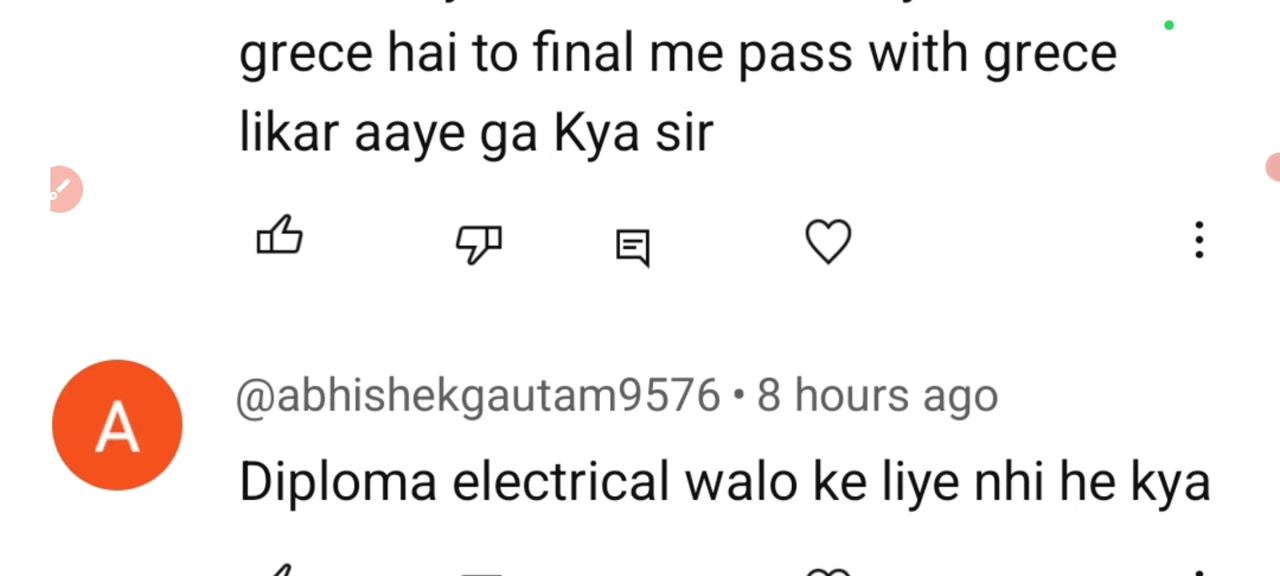 grece hai to final me pass with grece
likar aaye ga Kya sir
A
@abhishekgautam9576 • 8 hours ago
Diploma electrical walo ke liye nhi he kya